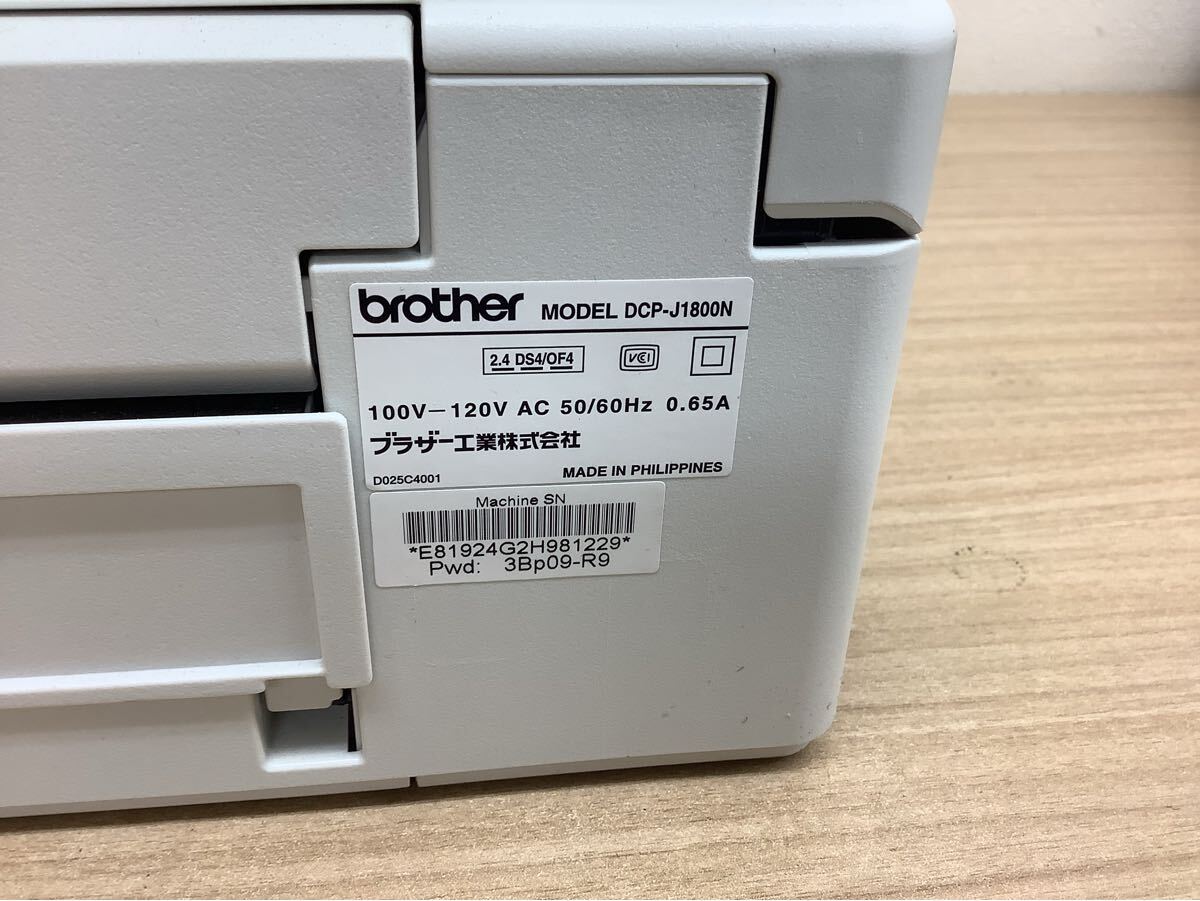 brother MODEL DCP-J1800N
2.4 DS4/OF4 VCI
100V-120V AC 50/60Hz 0.65A
ブラザー工業株式会社
D025C4001 MADE IN PHILIPPINES
Machine SN
*E81924G2H981229*
Pwd: 3Bp09-R9